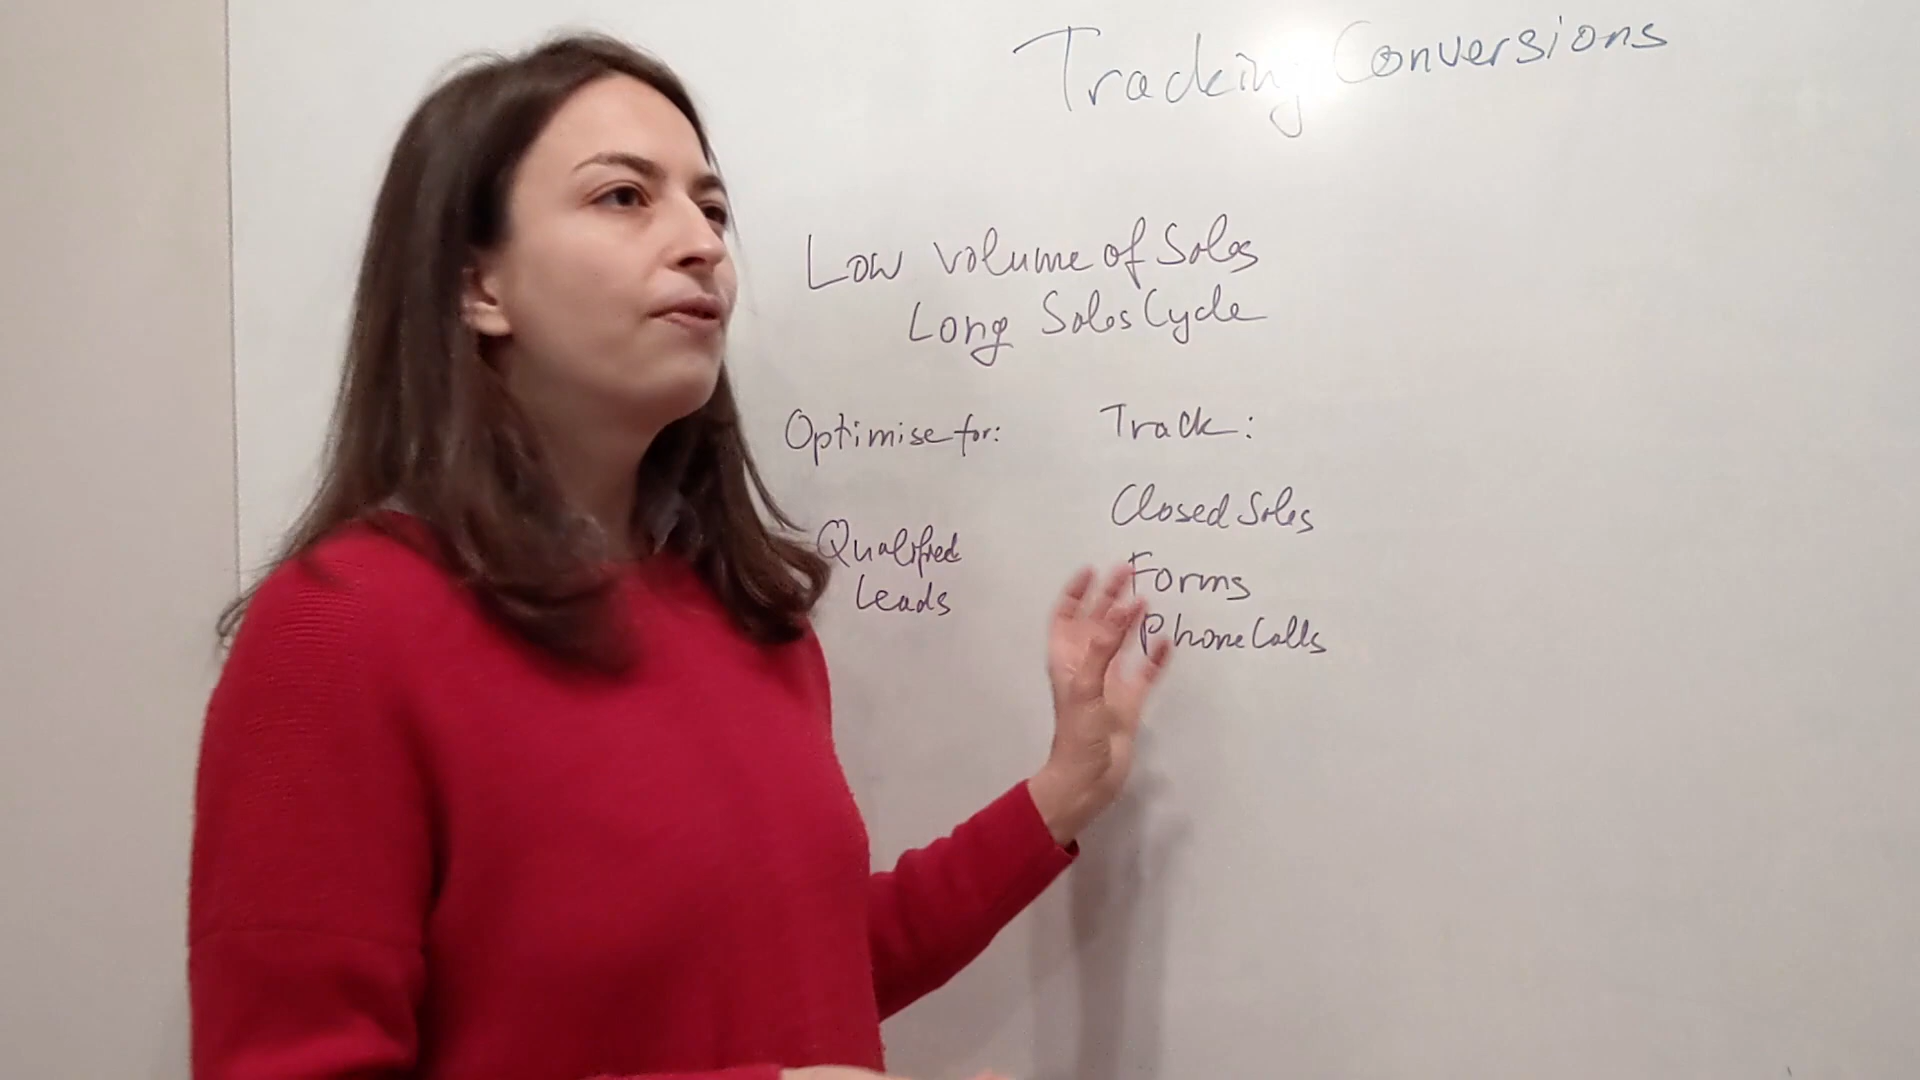 Tracking Conversions
Low volume of Sales
Long Sales Cycle
Optimise for:
Track:
Qualified
Leads
Closed Sales
Forms
Phone Calls